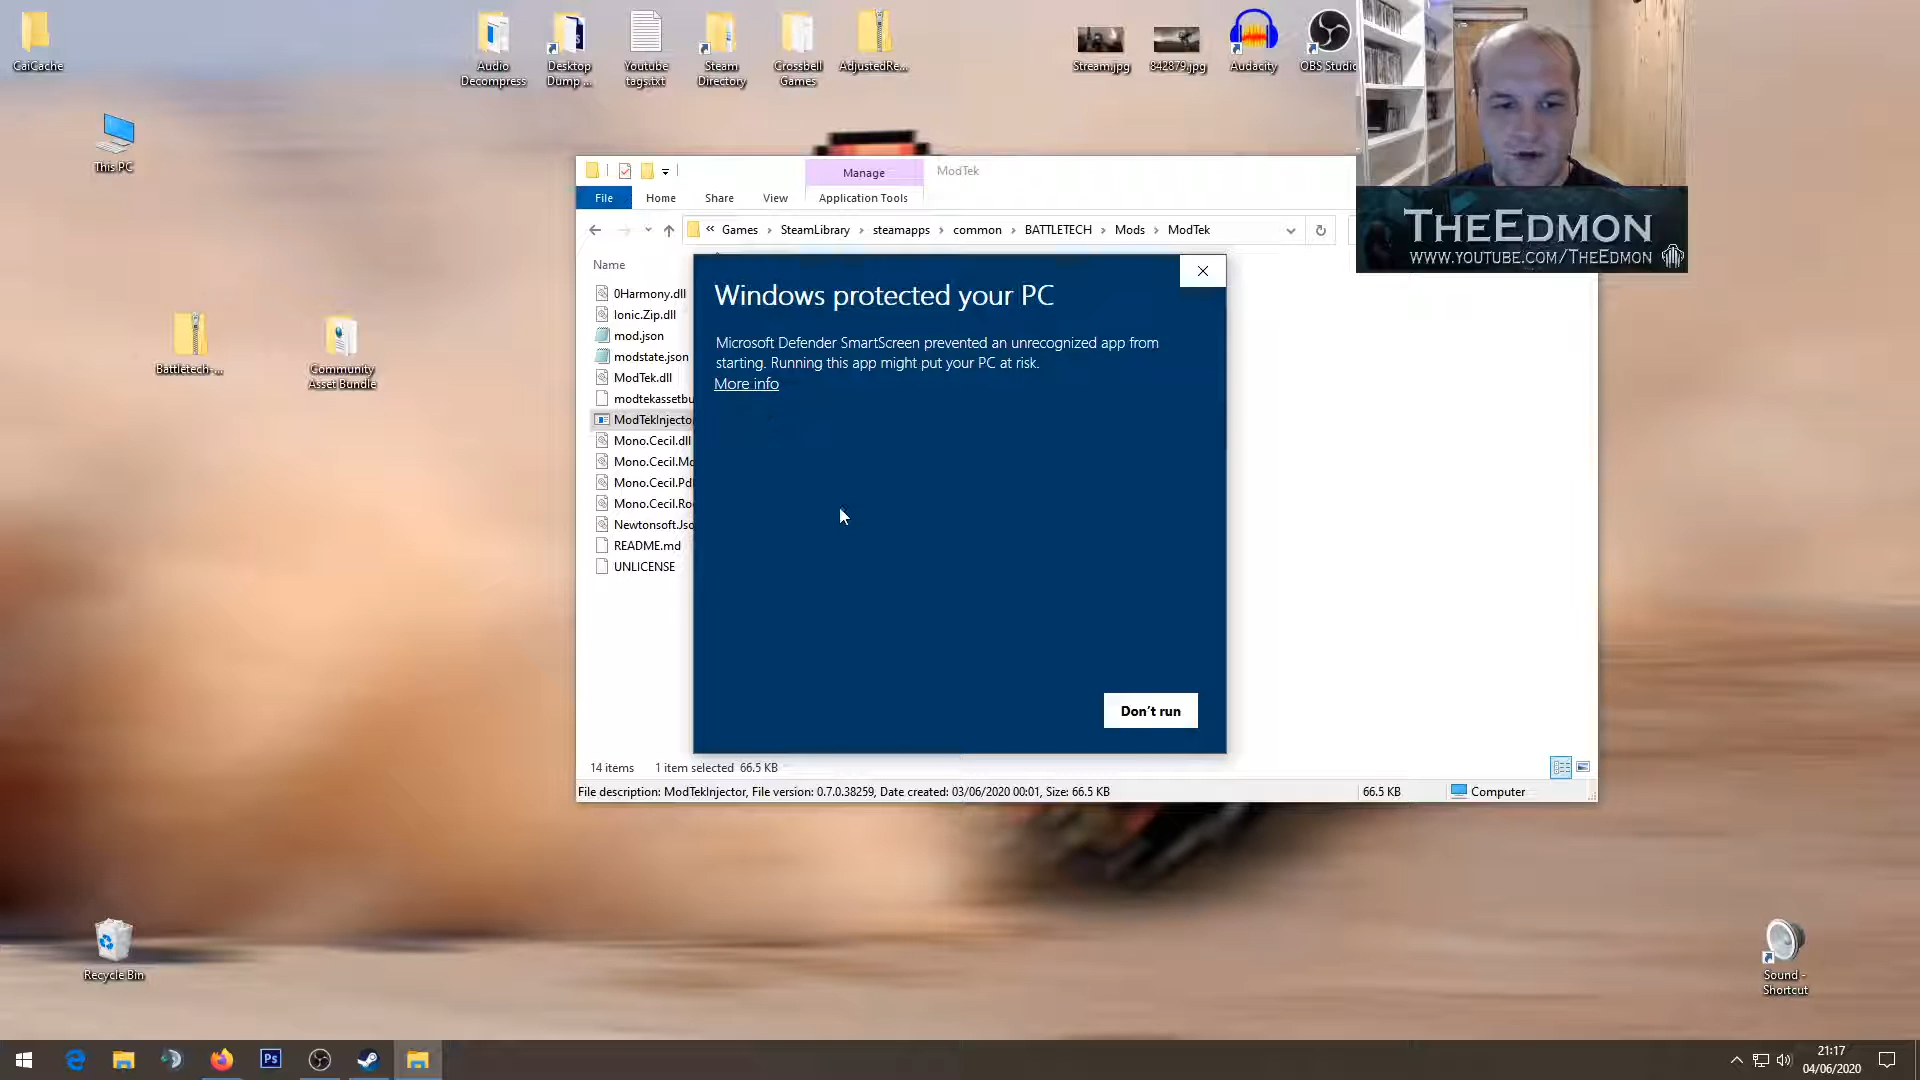 CaiCache
Audio
Decompress
Desktop
Dump ...
Youtube
tags.txt
Steam
Directory
Crossbell
Games
AdjustedRe...
Stream.jpg
842879.jpg
Audacity
OBS Studio
This PC
Battletech-...
Community
Asset Bundle
Manage
ModTek
File
Home
Share
View
Application Tools
« Games > SteamLibrary > steamapps > common > BATTLETECH > Mods > ModTek
THEEDMON
WWW.YOUTUBE.COM/THEEDMON
Name
0Harmony.dll
Ionic.Zip.dll
mod.json
modstate.json
ModTek.dll
modtekassetbu
ModTekInjecto
Mono.Cecil.dll
Mono.Cecil.Mo
Mono.Cecil.Pd
Mono.Cecil.Ro
Newtonsoft.Jso
README.md
UNLICENSE
Windows protected your PC
Microsoft Defender SmartScreen prevented an unrecognized app from
starting. Running this app might put your PC at risk.
More info
Don't run
14 items
1 item selected 66.5 KB
File description: ModTekInjector, File version: 0.7.0.38259, Date created: 03/06/2020 00:01, Size: 66.5 KB
66.5 KB
Computer
Recycle Bin
Sound -
Shortcut
Ps
21:17
04/06/2020